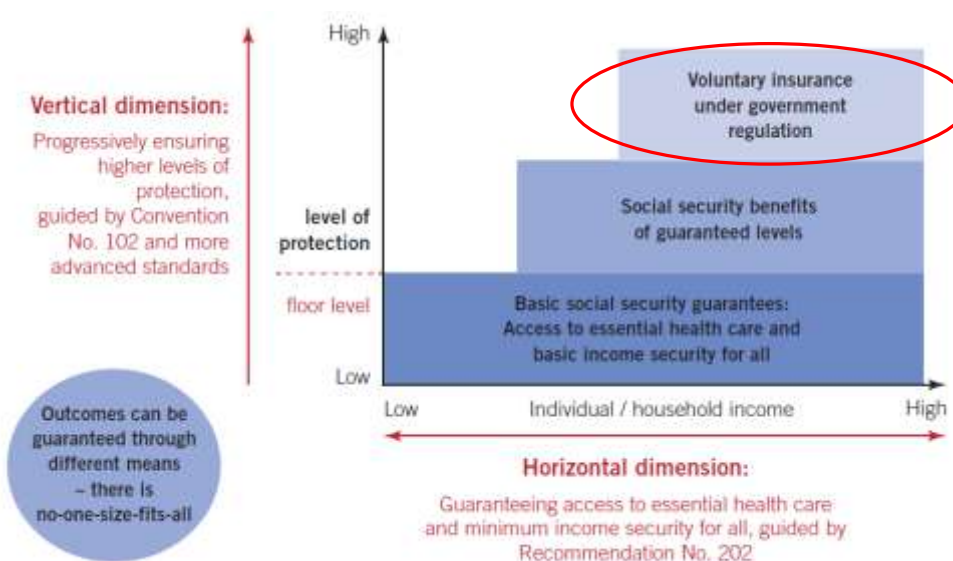 High
Vertical dimension:
Progressively ensuring
higher levels of
protection,
guided by Convention
No. 102 and more
advanced standards
level of
protection
floor level
Low
Voluntary insurance
under government
regulation
Social security benefits
of guaranteed levels
Basic social security guarantees:
Access to essential health care and
basic income security for all
Low
Individual / household income
High
Outcomes can be
guaranteed through
different means
– there is
no-one-size-fits-all
Horizontal dimension:
Guaranteeing access to essential health care
and minimum income security for all, guided by
Recommendation No. 202